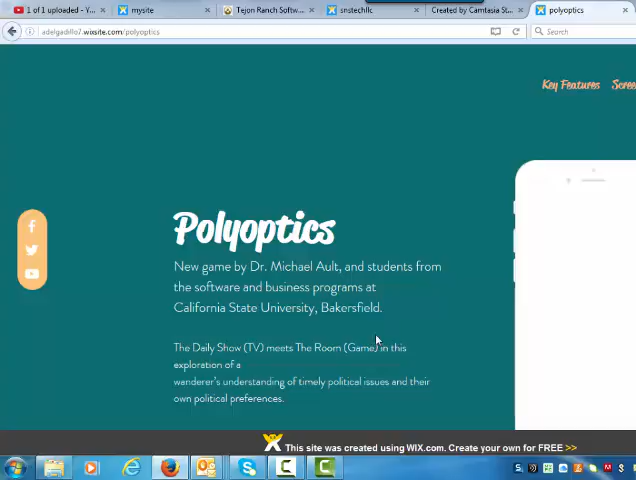 1 of 1 uploaded - Y...
mysite
Tejon Ranch Softw...
snstechllc
Created by Camtasia St...
polyoptics
adelgadillo7.wixsite.com/polyoptics
Search
Key Features
Scree
Polyoptics
New game by Dr. Michael Ault, and students from
the software and business programs at
California State University, Bakersfield.
The Daily Show (TV) meets The Room (Game) in this
exploration of a
wanderer's understanding of timely political issues and their
own political preferences.
This site was created using WIX.com. Create your own for FREE >>